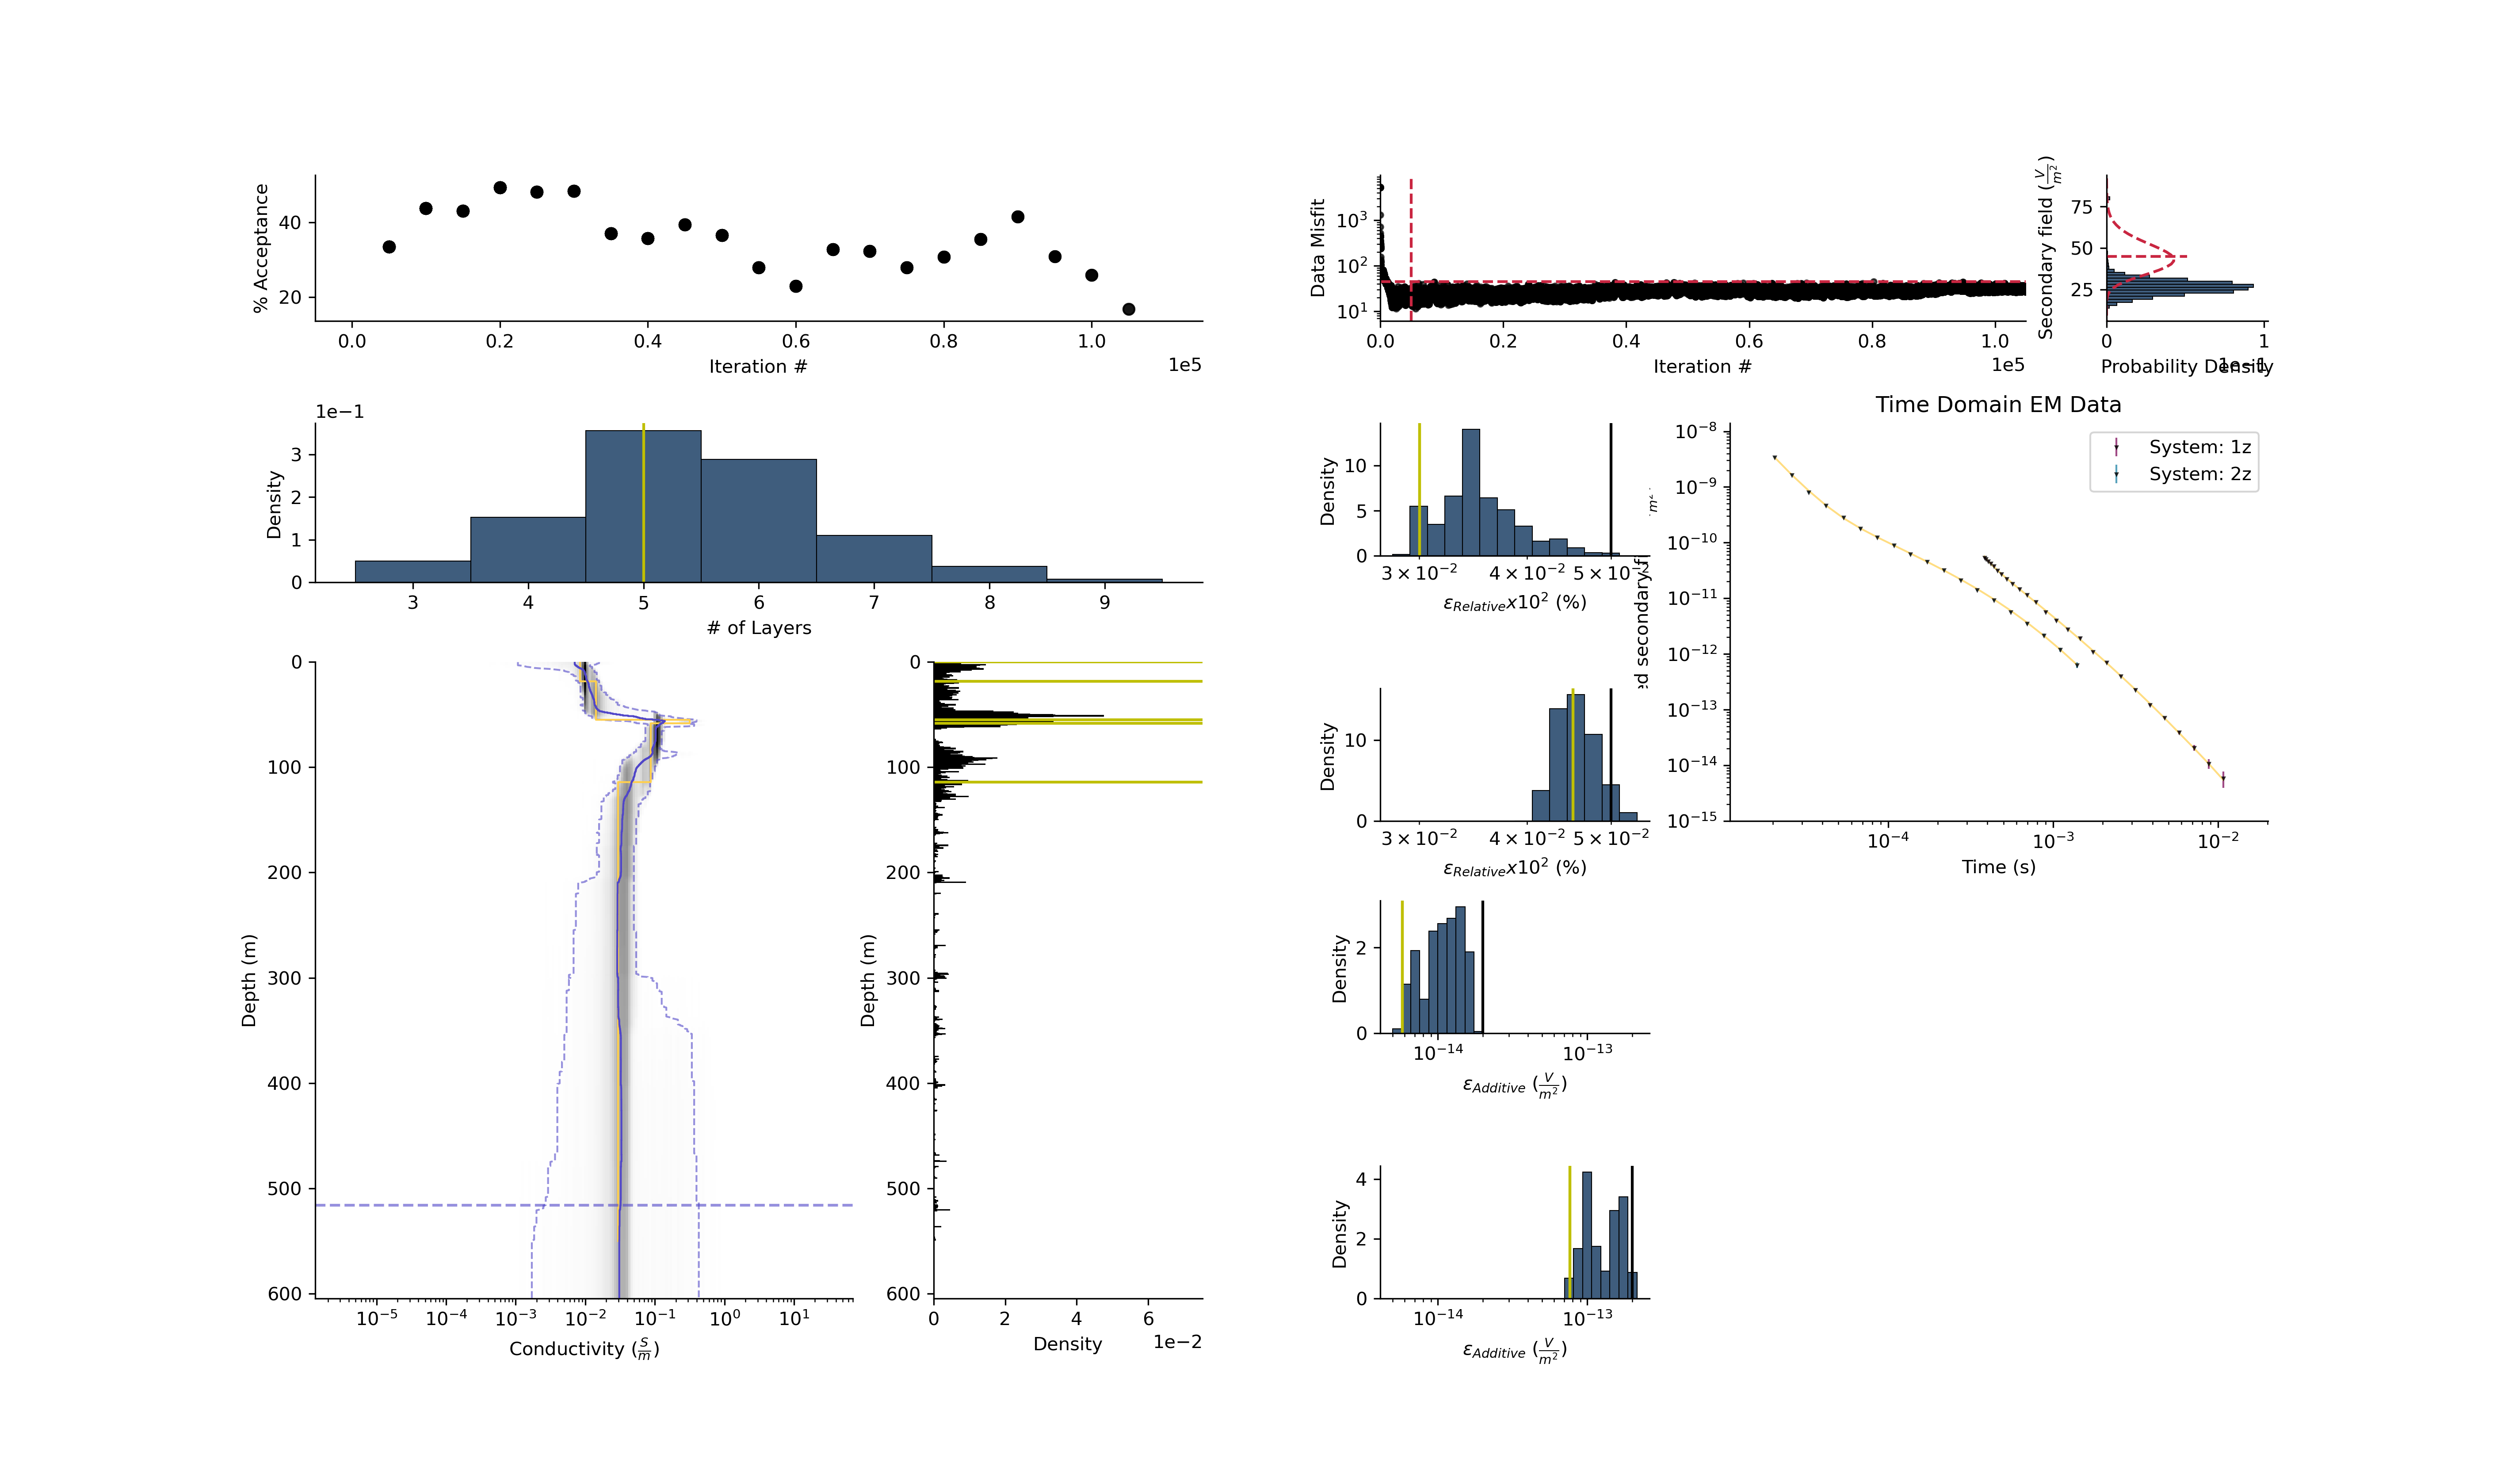 % Acceptance
40
20
0.0 0.2 0.4 0.6 0.8 1.0
Iteration #
1e5
Data Misfit
10³
10²
10¹
0.0 0.2 0.4 0.6 0.8 1.0
Iteration #
1e5
Secondary field (V/m²)
75
50
25
0 1
Probability Density
1e−1
1e−1
Density
3
2
1
0
3 4 5 6 7 8 9
# of Layers
Density
10
5
0
3 × 10⁻² 4 × 10⁻² 5 × 10⁻²
ε_Relative x10² (%)
Time Domain EM Data
System: 1z
System: 2z
ed secondary f
m²
10⁻⁸
10⁻⁹
10⁻¹⁰
10⁻¹¹
10⁻¹²
10⁻¹³
10⁻¹⁴
10⁻¹⁵
10⁻⁴ 10⁻³ 10⁻²
Time (s)
Density
10
0
3 × 10⁻² 4 × 10⁻² 5 × 10⁻²
ε_Relative x10² (%)
Depth (m)
0
100
200
300
400
500
600
10⁻⁵ 10⁻⁴ 10⁻³ 10⁻² 10⁻¹ 10⁰ 10¹
Conductivity (S/m)
Depth (m)
0
100
200
300
400
500
600
0 2 4 6
Density
1e−2
Density
2
0
10⁻¹⁴ 10⁻¹³
ε_Additive (V/m²)
Density
4
2
0
10⁻¹⁴ 10⁻¹³
ε_Additive (V/m²)